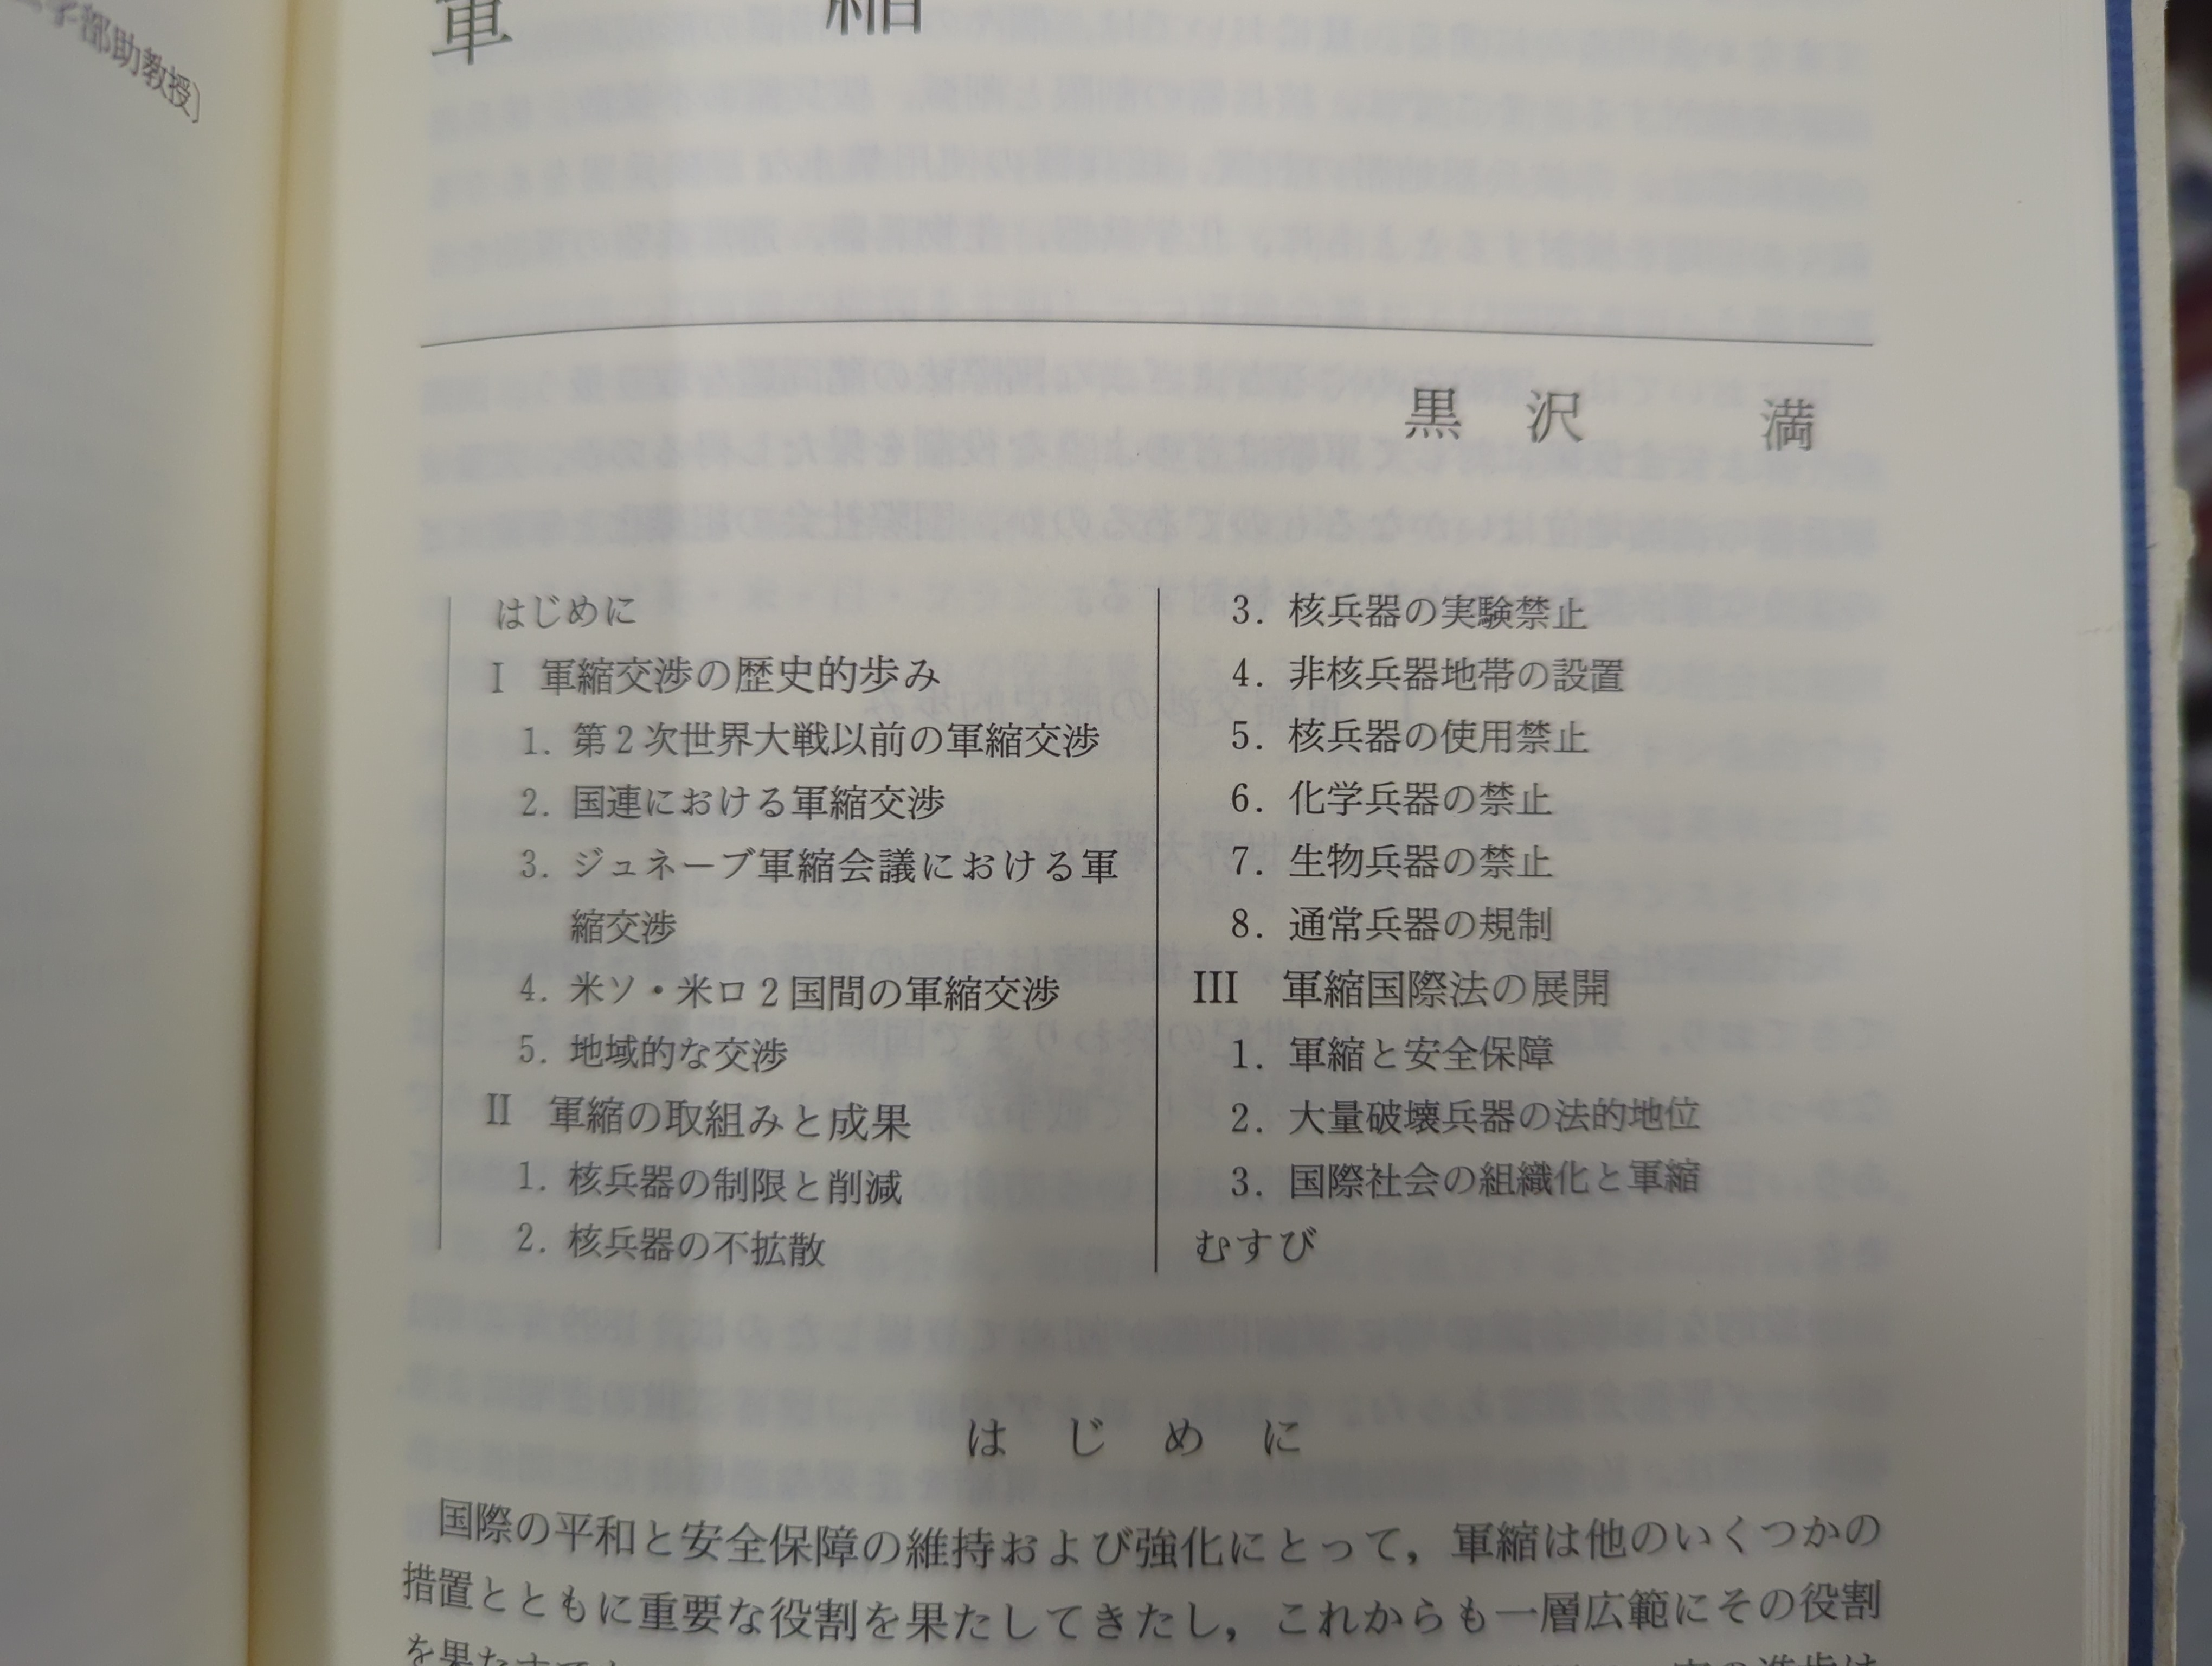 軍縮
黒沢 満
はじめに
I 軍縮交渉の歴史的歩み
1. 第2次世界大戦以前の軍縮交渉
2. 国連における軍縮交渉
3. ジュネーブ軍縮会議における軍
縮交渉
4. 米ソ・米ロ2国間の軍縮交渉
5. 地域的な交渉
II 軍縮の取組みと成果
1. 核兵器の制限と削減
2. 核兵器の不拡散
3. 核兵器の実験禁止
4. 非核兵器地帯の設置
5. 核兵器の使用禁止
6. 化学兵器の禁止
7. 生物兵器の禁止
8. 通常兵器の規制
III 軍縮国際法の展開
1. 軍縮と安全保障
2. 大量破壊兵器の法的地位
3. 国際社会の組織化と軍縮
むすび
はじめに
国際の平和と安全保障の維持および強化にとって，軍縮は他のいくつかの
措置とともに重要な役割を果たしてきたし，これからも一層広範にその役割
学部助教授〕